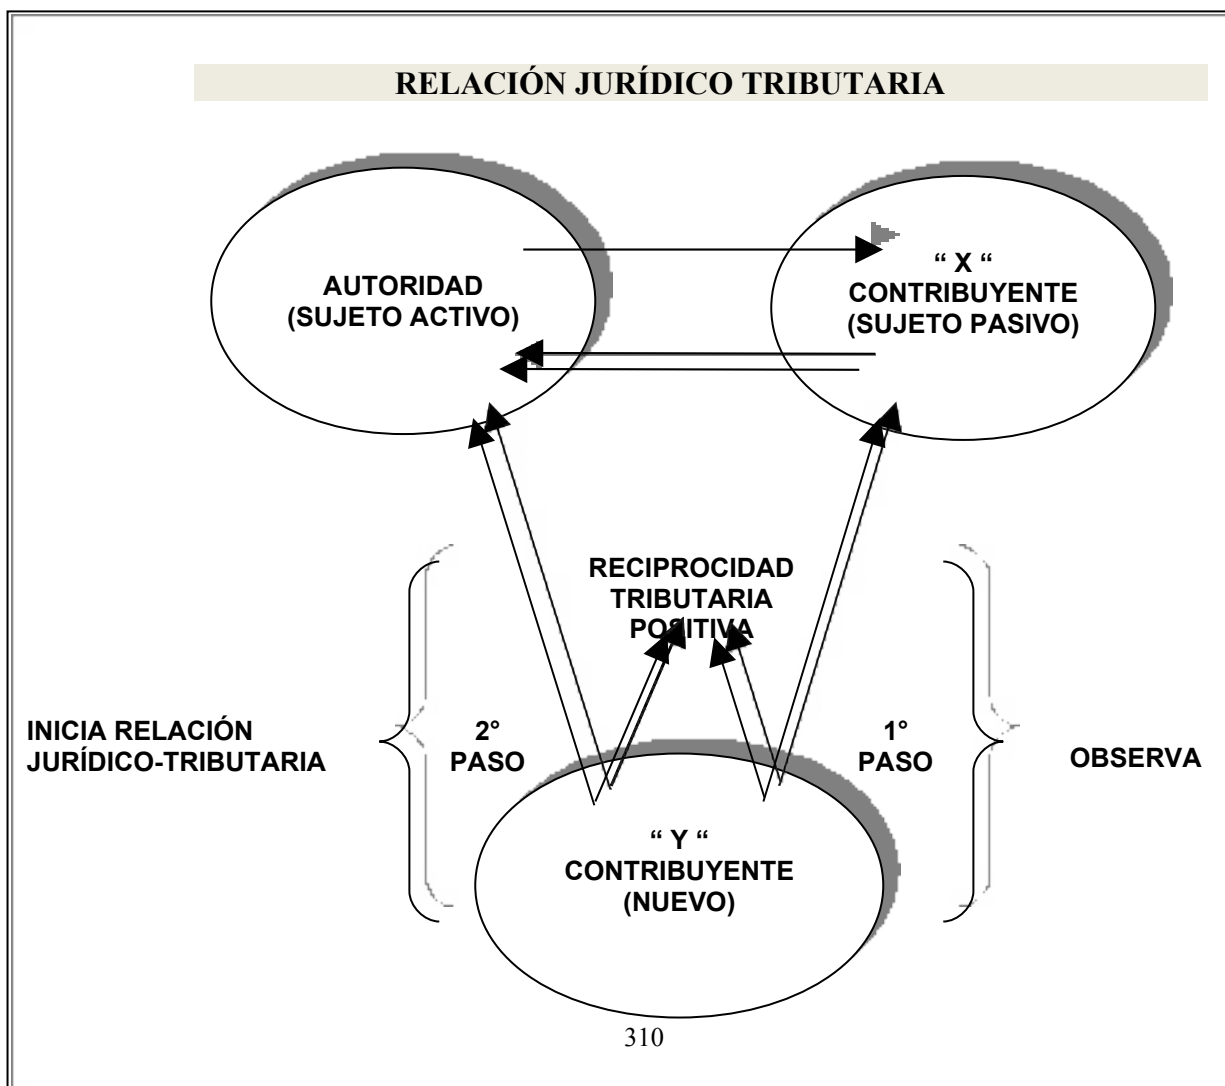 RELACIÓN JURÍDICO TRIBUTARIA
AUTORIDAD
(SUJETO ACTIVO)
“ X “
CONTRIBUYENTE
(SUJETO PASIVO)
RECIPROCIDAD
TRIBUTARIA
POSITIVA
INICIA RELACIÓN
JURÍDICO-TRIBUTARIA
2°
PASO
1°
PASO
OBSERVA
“ Y “
CONTRIBUYENTE
(NUEVO)
310